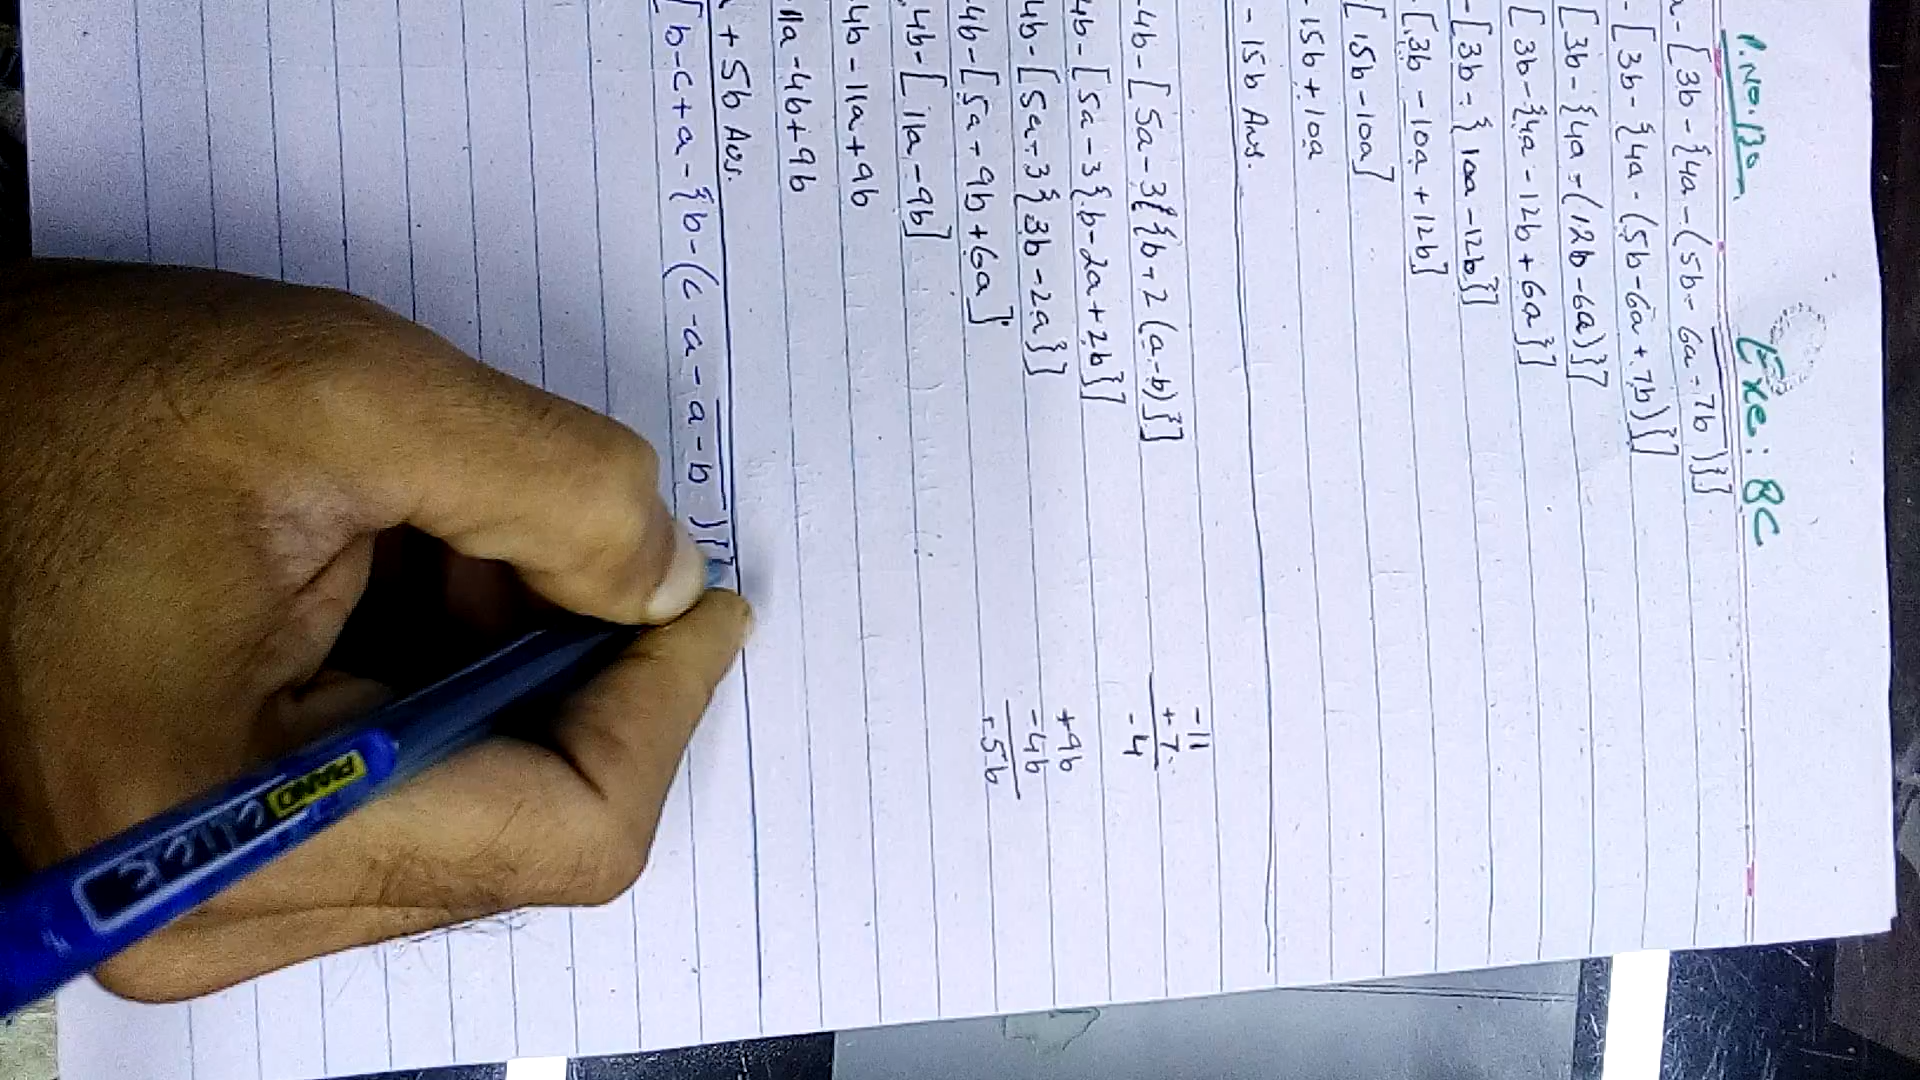 P.No. 130 Exe: 8C
a-[3b-{4a-(5b-6a-7b)}]
-[3b-{4a-(5b-6a+7b)}]
[3b-{4a-(12b-6a)}]
[3b-{4a-12b+6a}]
-[3b-{10a-12b}]
-[3b-10a+12b]
[15b-10a]
-15b+10a
-15b Ans.
-11
+7
-4
-4b-[5a-3{b-2(a-b)}]
4b-[5a-3{b-2a+2b}]
4b-[5a-3{3b-2a}]
-4b-[5a-9b+6a]
+9b
-4b
+5b
4b-[11a-9b]
4b-11a+9b
11a-4b+9b
+5b Ans.
[b-c+a-{b-(c-a-a-b)}]
PIANO